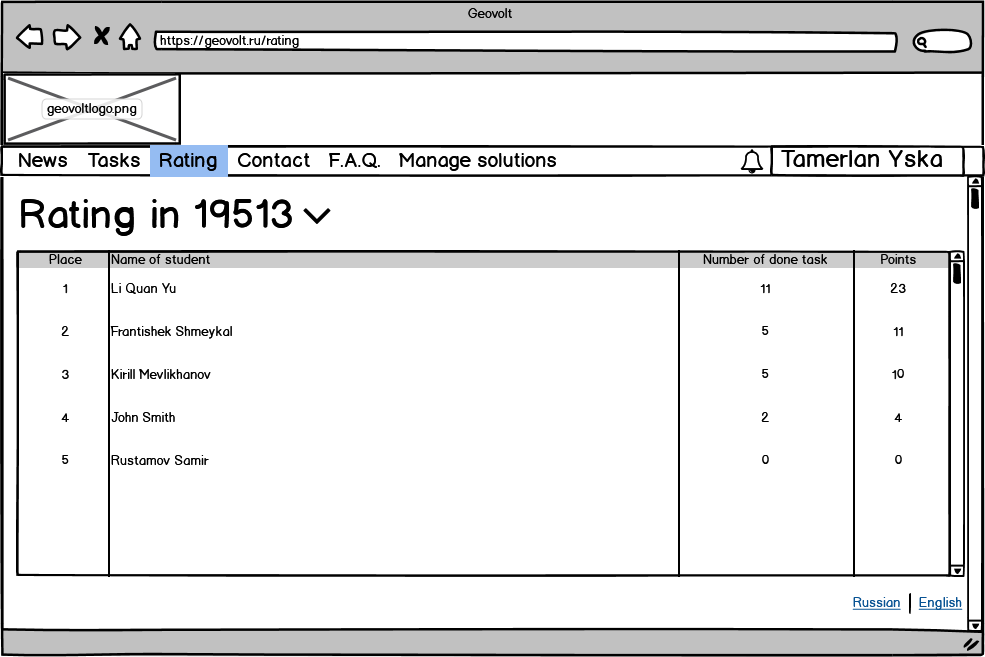 Geovolt
https://geovolt.ru/rating
geovoltlogo.png
News Tasks Rating Contact F.A.Q. Manage solutions Tamerlan Yska
Rating in 19513
Place Name of student Number of done task Points
1 Li Quan Yu 11 23
2 Frantishek Shmeykal 5 11
3 Kirill Mevlikhanov 5 10
4 John Smith 2 4
5 Rustamov Samir 0 0
Russian | English